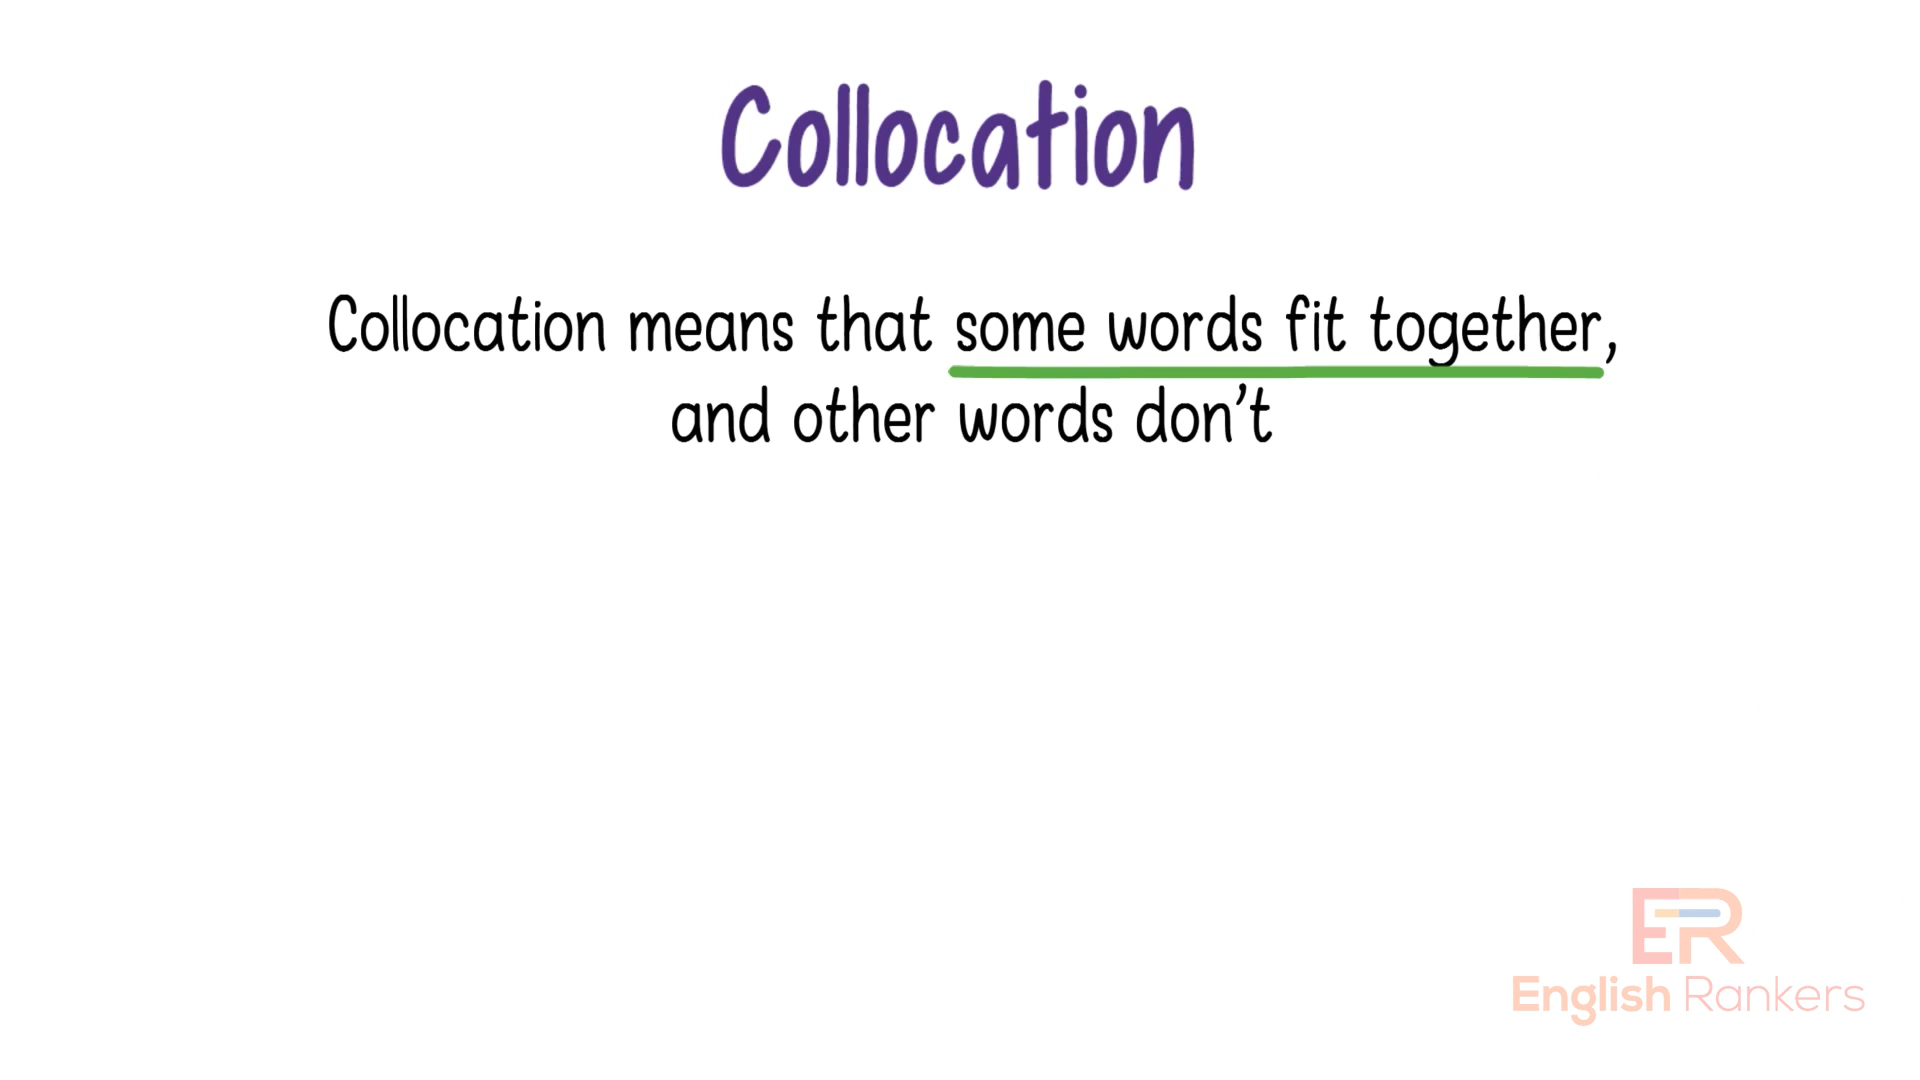 Collocation
Collocation means that some words fit together,
and other words don’t
ER
English Rankers